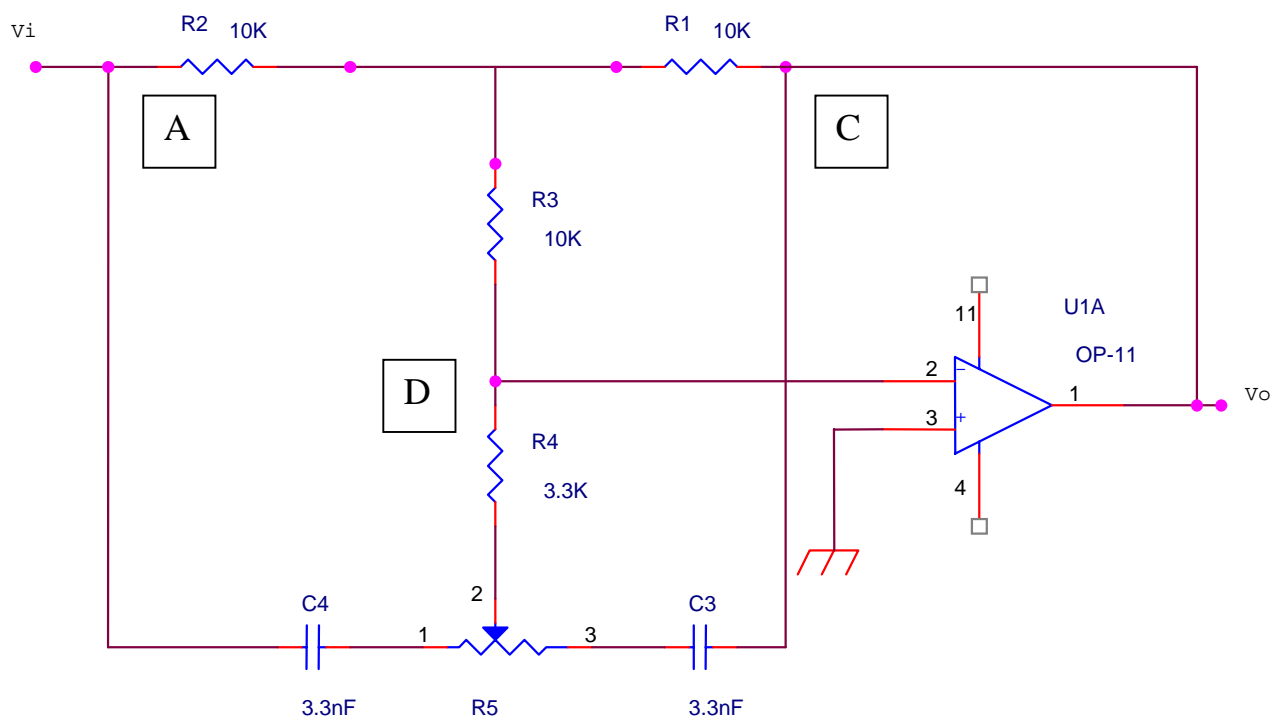 Vi
R2 10K
R1 10K
A
C
R3
10K
11
U1A
OP-11
D
2
1
Vo
3
R4
3.3K
4
2
C4
C3
1
3
3.3nF
R5
3.3nF